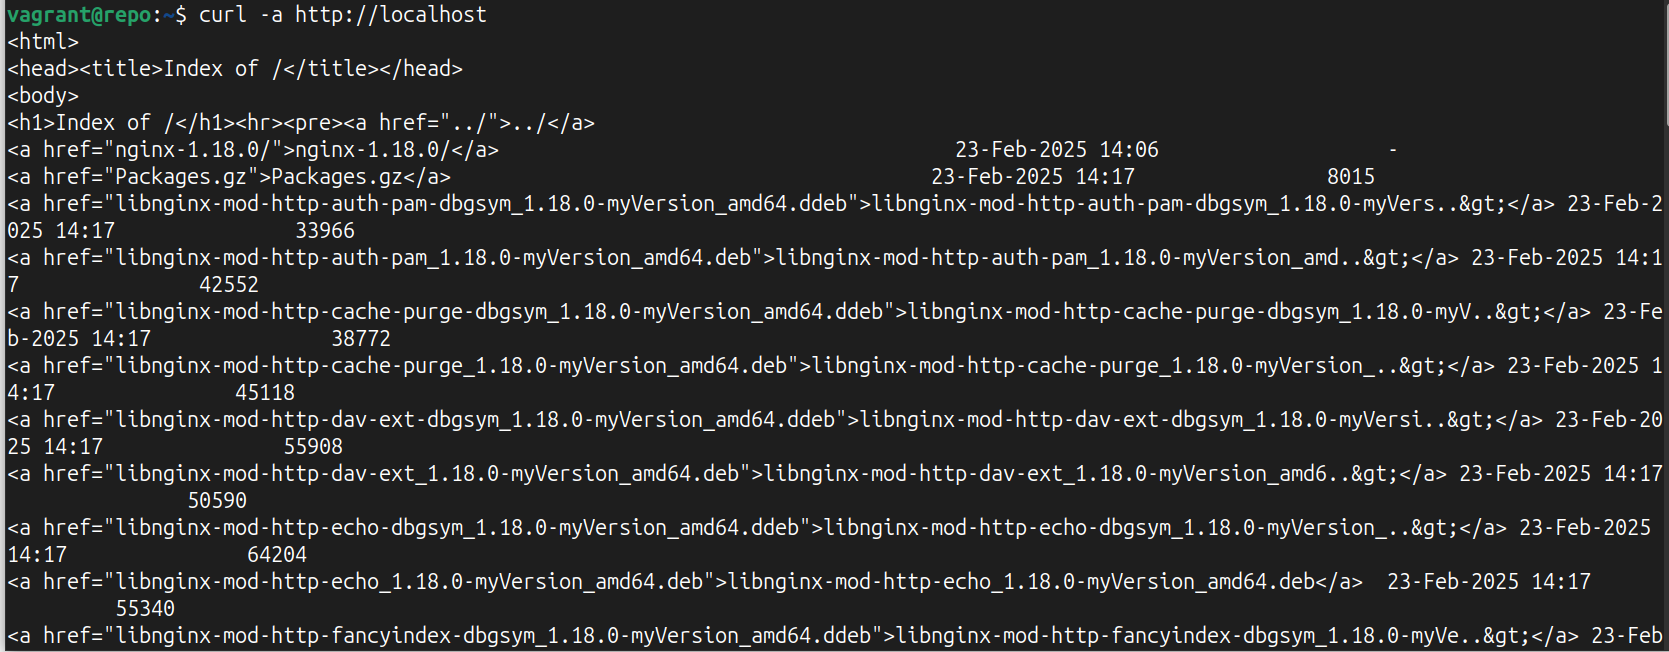 vagrant@repo:~$ curl -a http://localhost
<html>
<head><title>Index of /</title></head>
<body>
<h1>Index of /</h1><hr><pre><a href="../">../</a>
<a href="nginx-1.18.0/">nginx-1.18.0/</a>                                      23-Feb-2025 14:06                   -
<a href="Packages.gz">Packages.gz</a>                                        23-Feb-2025 14:17                8015
<a href="libnginx-mod-http-auth-pam-dbgsym_1.18.0-myVersion_amd64.ddeb">libnginx-mod-http-auth-pam-dbgsym_1.18.0-myVers..&gt;</a> 23-Feb-2
025 14:17               33966
<a href="libnginx-mod-http-auth-pam_1.18.0-myVersion_amd64.deb">libnginx-mod-http-auth-pam_1.18.0-myVersion_amd..&gt;</a> 23-Feb-2025 14:1
7               42552
<a href="libnginx-mod-http-cache-purge-dbgsym_1.18.0-myVersion_amd64.ddeb">libnginx-mod-http-cache-purge-dbgsym_1.18.0-myV..&gt;</a> 23-Fe
b-2025 14:17               38772
<a href="libnginx-mod-http-cache-purge_1.18.0-myVersion_amd64.deb">libnginx-mod-http-cache-purge_1.18.0-myVersion_..&gt;</a> 23-Feb-2025 1
4:17               45118
<a href="libnginx-mod-http-dav-ext-dbgsym_1.18.0-myVersion_amd64.ddeb">libnginx-mod-http-dav-ext-dbgsym_1.18.0-myVersi..&gt;</a> 23-Feb-20
25 14:17               55908
<a href="libnginx-mod-http-dav-ext_1.18.0-myVersion_amd64.deb">libnginx-mod-http-dav-ext_1.18.0-myVersion_amd6..&gt;</a> 23-Feb-2025 14:17
               50590
<a href="libnginx-mod-http-echo-dbgsym_1.18.0-myVersion_amd64.ddeb">libnginx-mod-http-echo-dbgsym_1.18.0-myVersion_..&gt;</a> 23-Feb-2025
14:17               64204
<a href="libnginx-mod-http-echo_1.18.0-myVersion_amd64.deb">libnginx-mod-http-echo_1.18.0-myVersion_amd64.deb</a>  23-Feb-2025 14:17
         55340
<a href="libnginx-mod-http-fancyindex-dbgsym_1.18.0-myVersion_amd64.ddeb">libnginx-mod-http-fancyindex-dbgsym_1.18.0-myVe..&gt;</a> 23-Feb